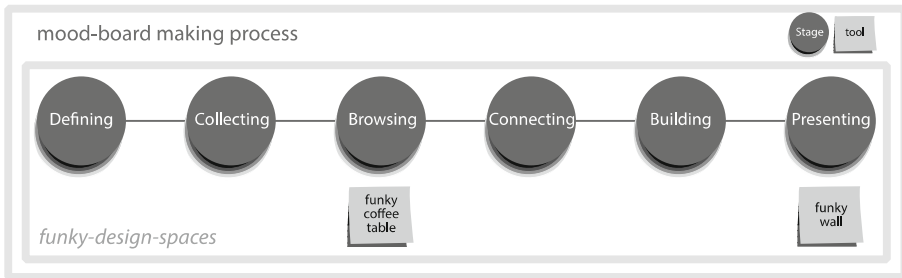 mood-board making process
Stage
tool
Defining
Collecting
Browsing
Connecting
Building
Presenting
funky
coffee
table
funky
wall
funky-design-spaces